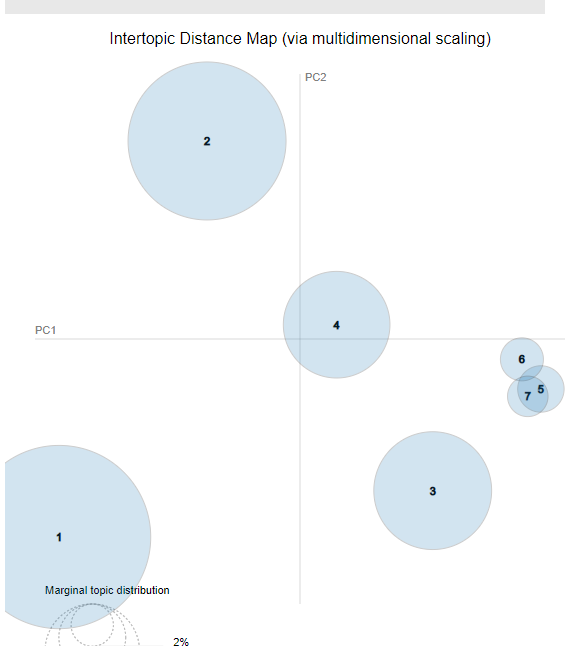 Intertopic Distance Map (via multidimensional scaling)
PC2
2
4
PC1
6
5
7
3
1
Marginal topic distribution
2%